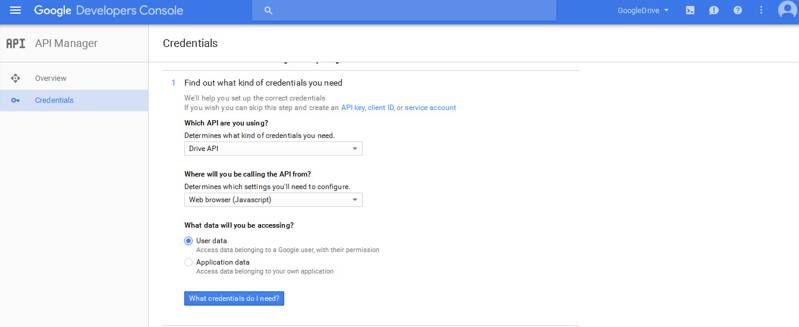 Google Developers Console
GoogleDrive
API API Manager
Credentials
Overview
Credentials
1 Find out what kind of credentials you need
We'll help you set up the correct credentials
If you wish you can skip this step and create an API key, client ID, or service account
Which API are you using?
Determines what kind of credentials you need.
Drive API
Where will you be calling the API from?
Determines which settings you'll need to configure.
Web browser (Javascript)
What data will you be accessing?
User data
Access data belonging to a Google user, with their permission
Application data
Access data belonging to your own application
What credentials do I need?